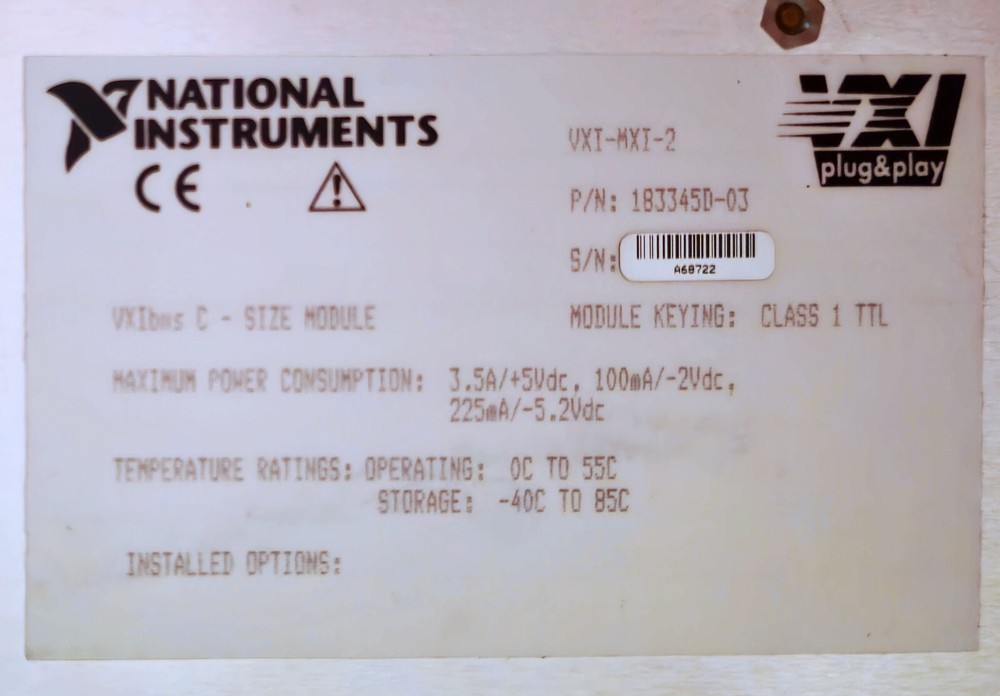 NATIONAL
INSTRUMENTS
CE
VXI
plug&play
VXI-MXI-2
P/N: 183345D-03
S/N: A68722
VXIbus C - SIZE MODULE
MODULE KEYING: CLASS 1 TTL
MAXIMUM POWER CONSUMPTION: 3.5A/+5Vdc, 100mA/-2Vdc,
225mA/-5.2Vdc
TEMPERATURE RATINGS: OPERATING: 0C TO 55C
STORAGE: -40C TO 85C
INSTALLED OPTIONS: